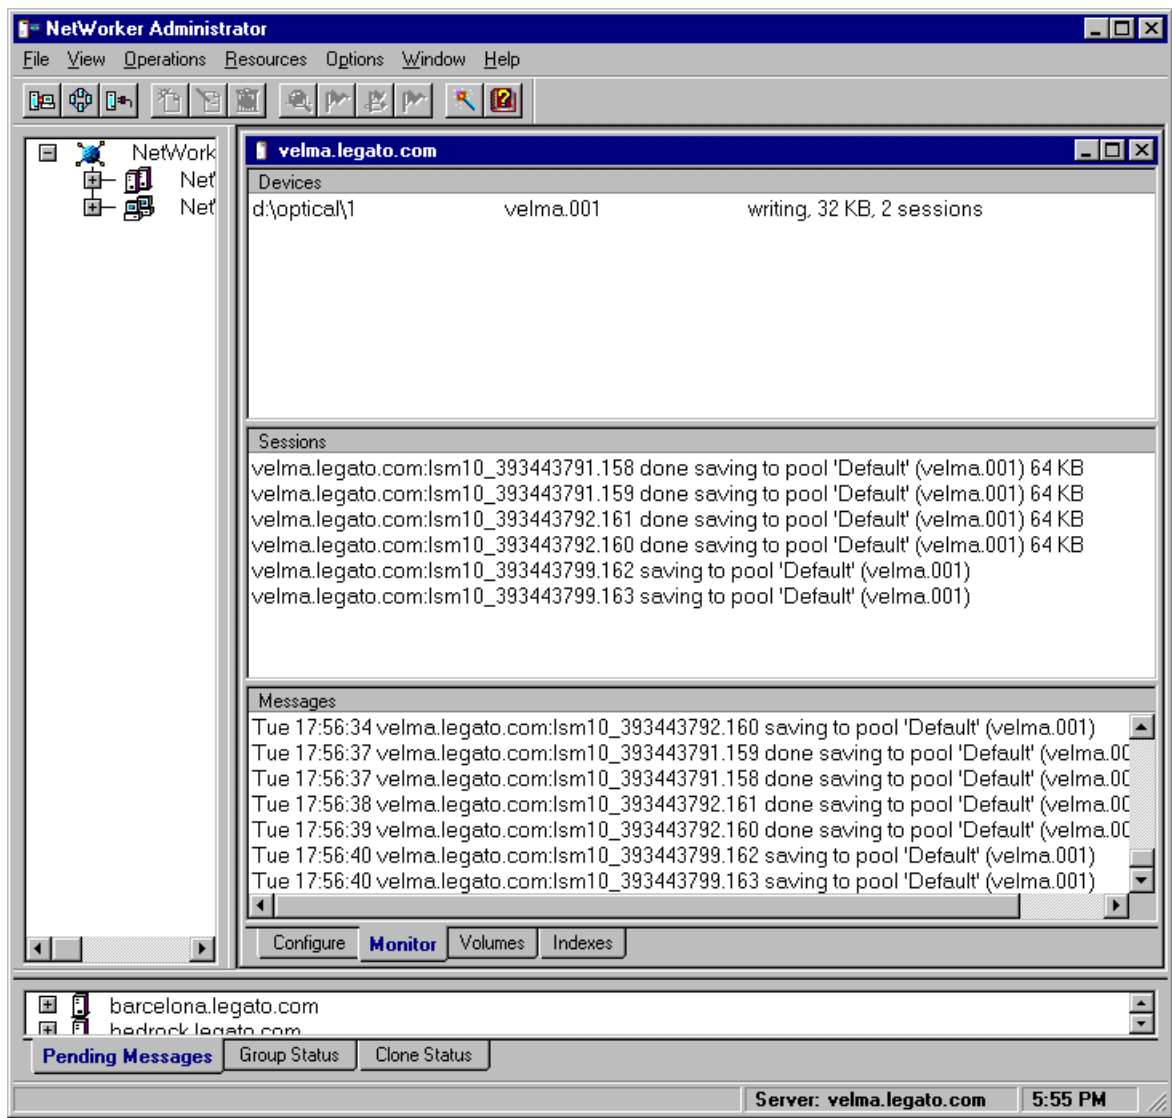 NetWorker Administrator
File View Operations Resources Options Window Help
NetWork
Net
Net
velma.legato.com
Devices
d:\optical\1 velma.001 writing, 32 KB, 2 sessions
Sessions
velma.legato.com:lsm10_393443791.158 done saving to pool 'Default' (velma.001) 64 KB
velma.legato.com:lsm10_393443791.159 done saving to pool 'Default' (velma.001) 64 KB
velma.legato.com:lsm10_393443792.161 done saving to pool 'Default' (velma.001) 64 KB
velma.legato.com:lsm10_393443792.160 done saving to pool 'Default' (velma.001) 64 KB
velma.legato.com:lsm10_393443799.162 saving to pool 'Default' (velma.001)
velma.legato.com:lsm10_393443799.163 saving to pool 'Default' (velma.001)
Messages
Tue 17:56:34 velma.legato.com:lsm10_393443792.160 saving to pool 'Default' (velma.001)
Tue 17:56:37 velma.legato.com:lsm10_393443791.159 done saving to pool 'Default' (velma.00
Tue 17:56:37 velma.legato.com:lsm10_393443791.158 done saving to pool 'Default' (velma.00
Tue 17:56:38 velma.legato.com:lsm10_393443792.161 done saving to pool 'Default' (velma.00
Tue 17:56:39 velma.legato.com:lsm10_393443792.160 done saving to pool 'Default' (velma.00
Tue 17:56:40 velma.legato.com:lsm10_393443799.162 saving to pool 'Default' (velma.001)
Tue 17:56:40 velma.legato.com:lsm10_393443799.163 saving to pool 'Default' (velma.001)
Configure Monitor Volumes Indexes
barcelona.legato.com
bedrock.legato.com
Pending Messages Group Status Clone Status
Server: velma.legato.com 5:55 PM